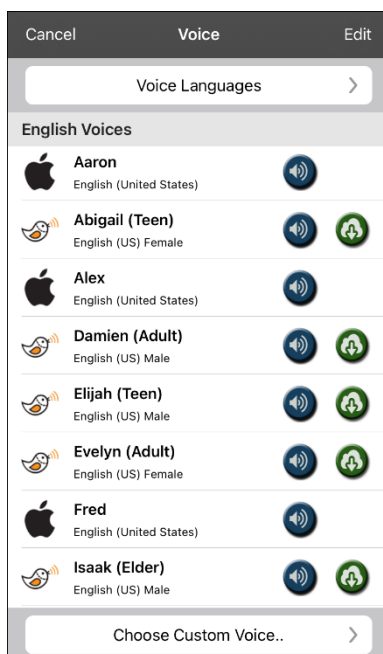 Cancel Voice Edit
Voice Languages
English Voices
Aaron
English (United States)
Abigail (Teen)
English (US) Female
Alex
English (United States)
Damien (Adult)
English (US) Male
Elijah (Teen)
English (US) Male
Evelyn (Adult)
English (US) Female
Fred
English (United States)
Isaak (Elder)
English (US) Male
Choose Custom Voice..